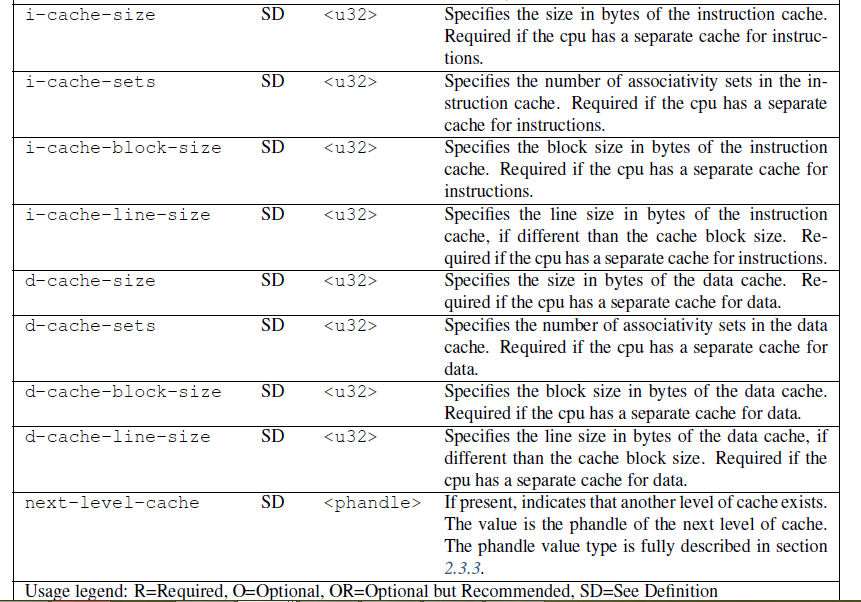 i-cache-size SD <u32> Specifies the size in bytes of the instruction cache.
Required if the cpu has a separate cache for instruc-
tions.
i-cache-sets SD <u32> Specifies the number of associativity sets in the in-
struction cache. Required if the cpu has a separate
cache for instructions.
i-cache-block-size SD <u32> Specifies the block size in bytes of the instruction
cache. Required if the cpu has a separate cache for
instructions.
i-cache-line-size SD <u32> Specifies the line size in bytes of the instruction
cache, if different than the cache block size. Re-
quired if the cpu has a separate cache for instructions.
d-cache-size SD <u32> Specifies the size in bytes of the data cache. Re-
quired if the cpu has a separate cache for data.
d-cache-sets SD <u32> Specifies the number of associativity sets in the data
cache. Required if the cpu has a separate cache for
data.
d-cache-block-size SD <u32> Specifies the block size in bytes of the data cache.
Required if the cpu has a separate cache for data.
d-cache-line-size SD <u32> Specifies the line size in bytes of the data cache, if
different than the cache block size. Required if the
cpu has a separate cache for data.
next-level-cache SD <phandle> If present, indicates that another level of cache exists.
The value is the phandle of the next level of cache.
The phandle value type is fully described in section
2.3.3.
Usage legend: R=Required, O=Optional, OR=Optional but Recommended, SD=See Definition